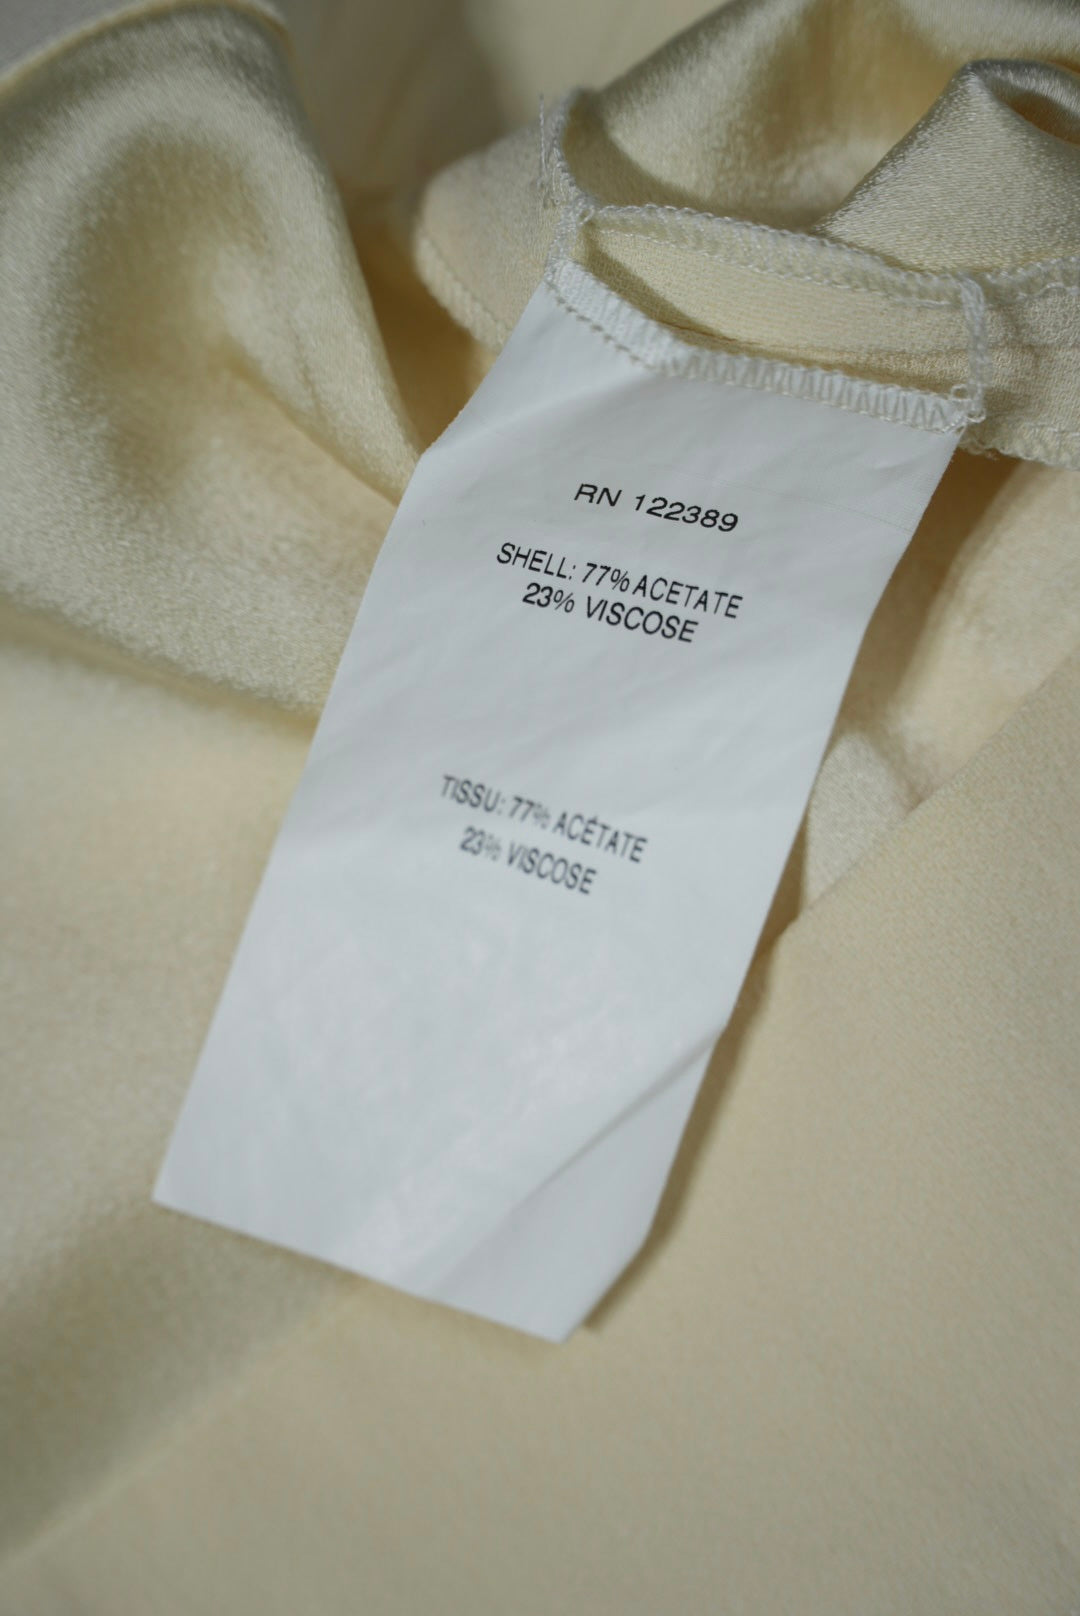 RN 122389
SHELL: 77% ACETATE
23% VISCOSE
TISSU: 77% ACÉTATE
23% VISCOSE